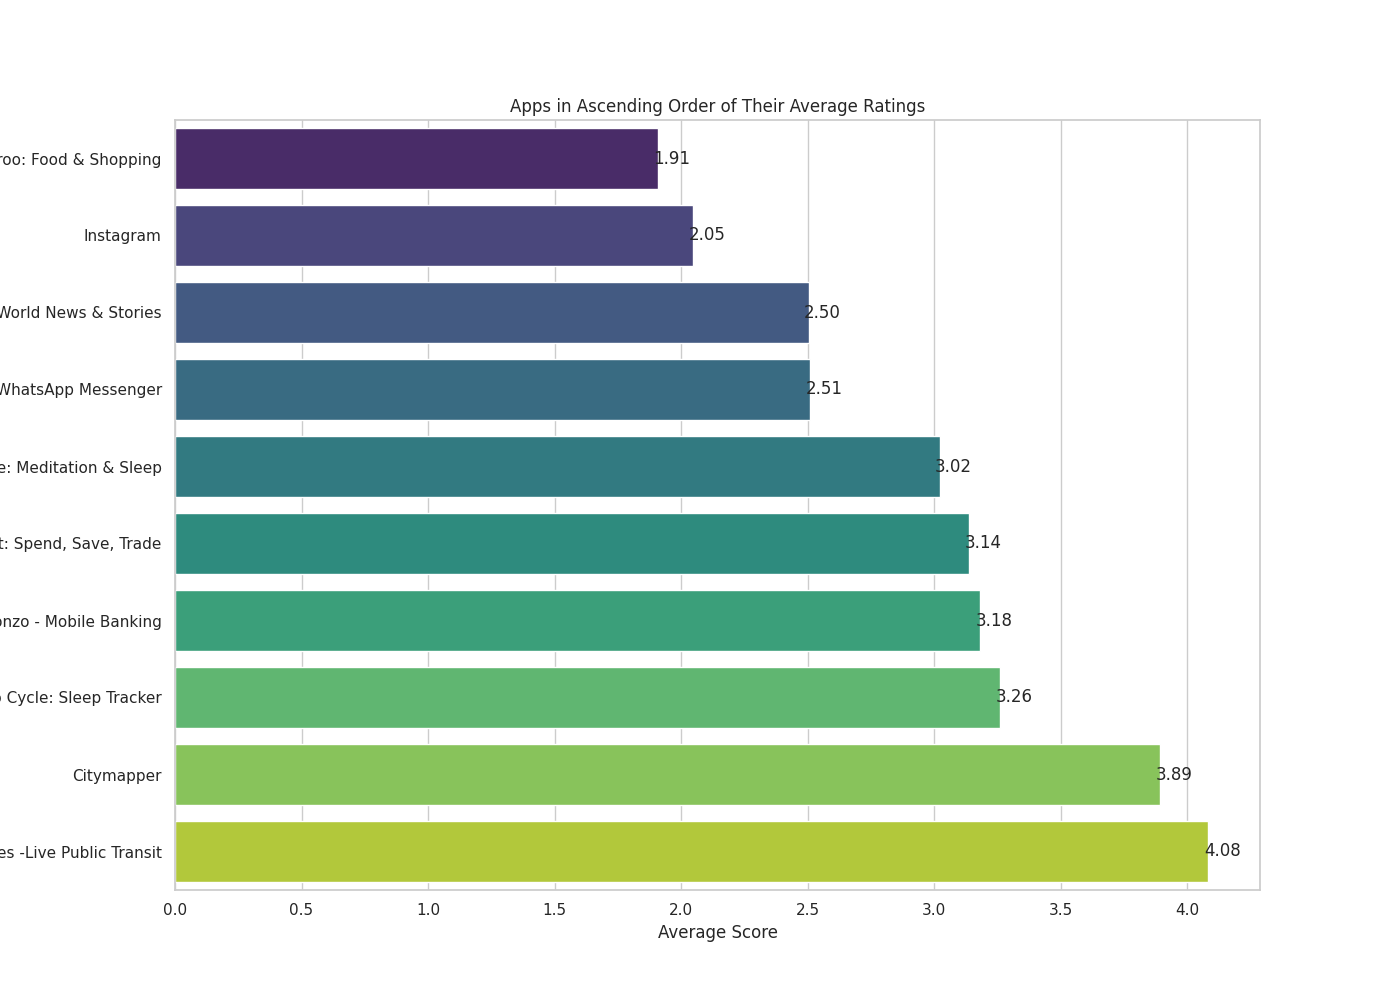 Apps in Ascending Order of Their Average Ratings
roo: Food & Shopping 1.91
Instagram 2.05
World News & Stories 2.50
WhatsApp Messenger 2.51
e: Meditation & Sleep 3.02
t: Spend, Save, Trade 3.14
onzo - Mobile Banking 3.18
Cycle: Sleep Tracker 3.26
Citymapper 3.89
es -Live Public Transit 4.08
0.0 0.5 1.0 1.5 2.0 2.5 3.0 3.5 4.0
Average Score